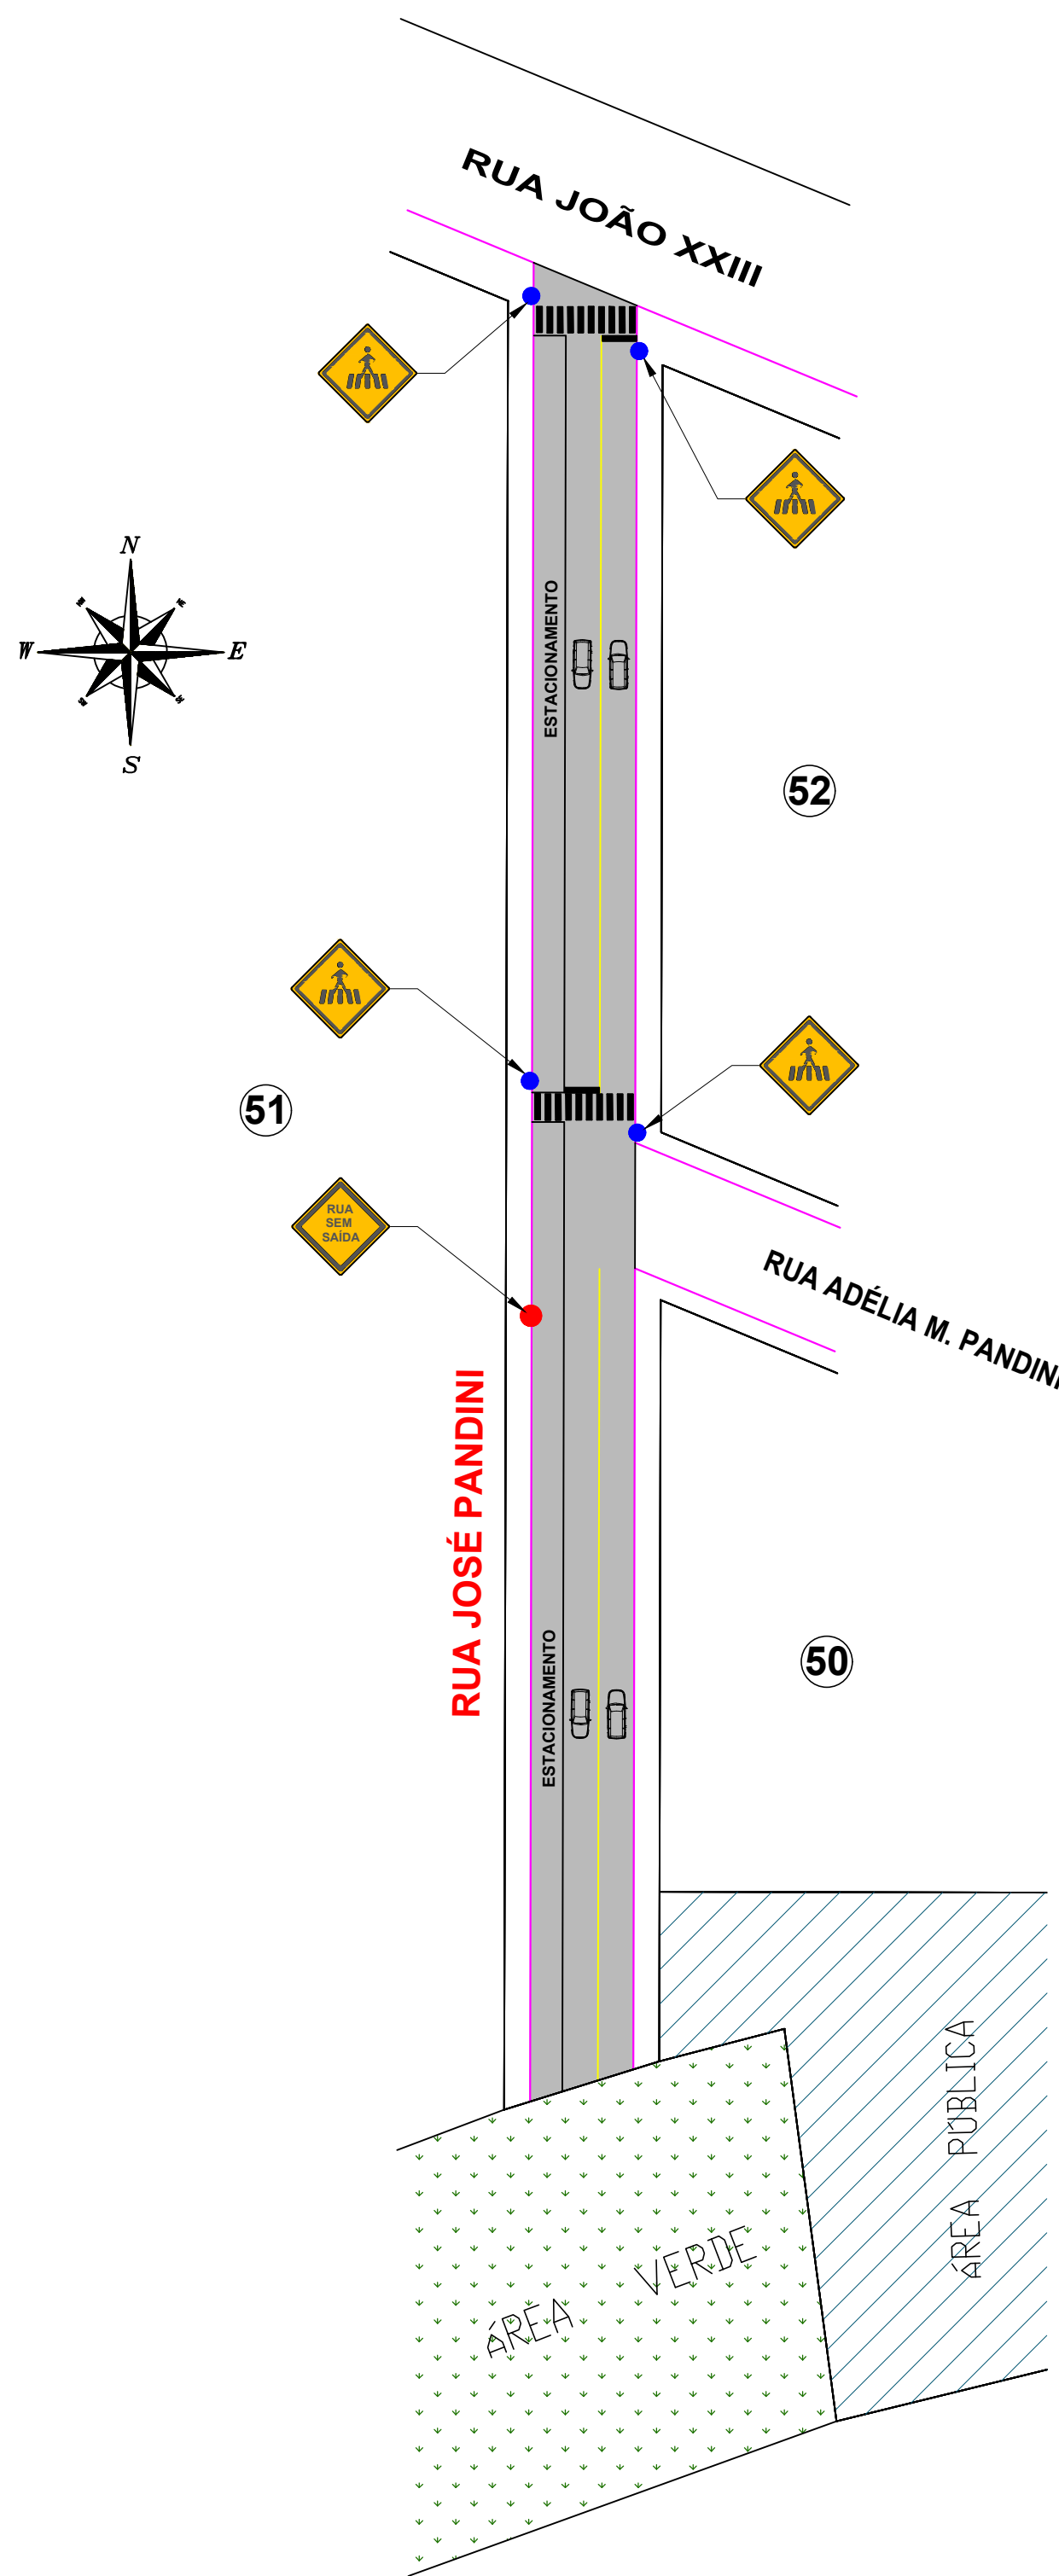 RUA JOÃO XXIII
N
W
E
S
ESTACIONAMENTO
52
51
RUA
SEM
SAÍDA
RUA ADÉLIA M. PANDINI
RUA JOSÉ PANDINI
ESTACIONAMENTO
50
ÁREA PÚBLICA
ÁREA VERDE